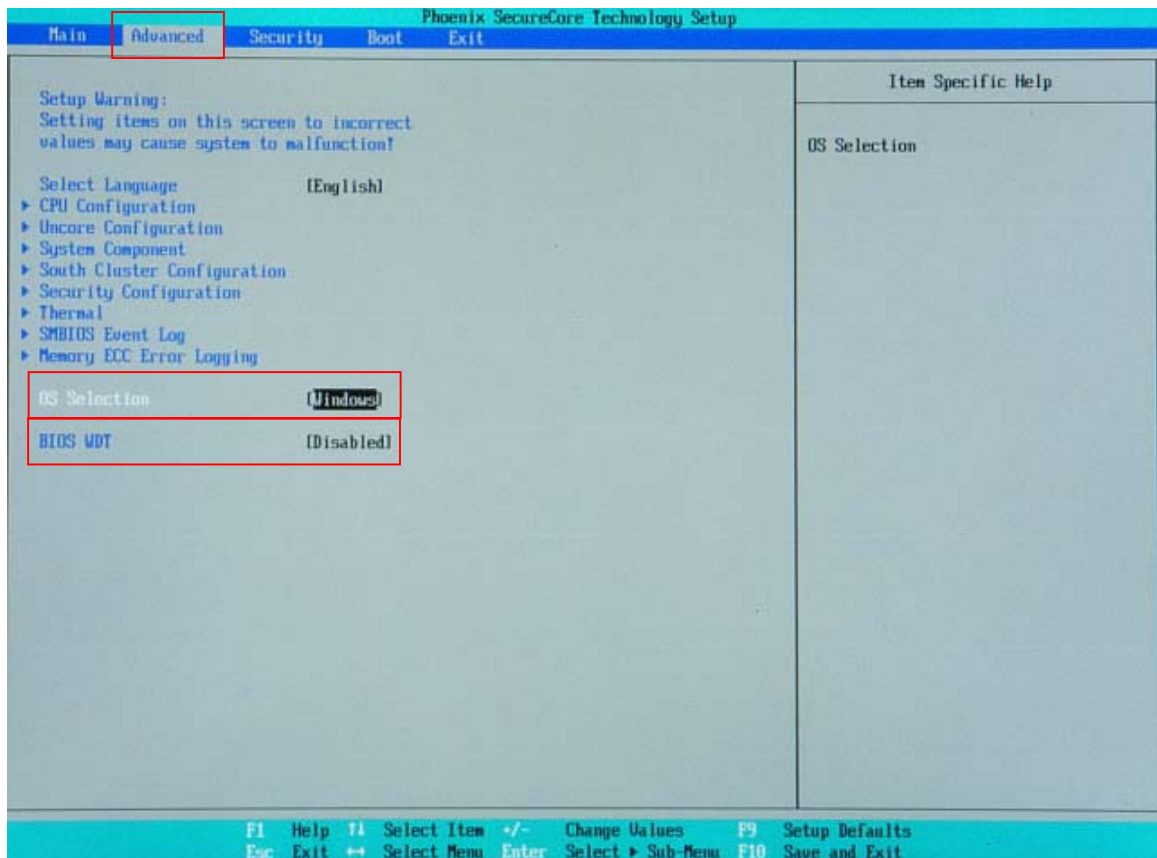 Phoenix SecureCore Technology Setup
Main Advanced Security Boot Exit
Item Specific Help
Setup Warning:
Setting items on this screen to incorrect
values may cause system to malfunction!
OS Selection
Select Language [English]
▶ CPU Configuration
▶ Uncore Configuration
▶ System Component
▶ South Cluster Configuration
▶ Security Configuration
▶ Thermal
▶ SMBIOS Event Log
▶ Memory ECC Error Logging
OS Selection [Windows]
BIOS WDT [Disabled]
F1 Help ↑↓ Select Item +/- Change Values F9 Setup Defaults
Esc Exit ↔ Select Menu Enter Select ▶ Sub-Menu F10 Save and Exit